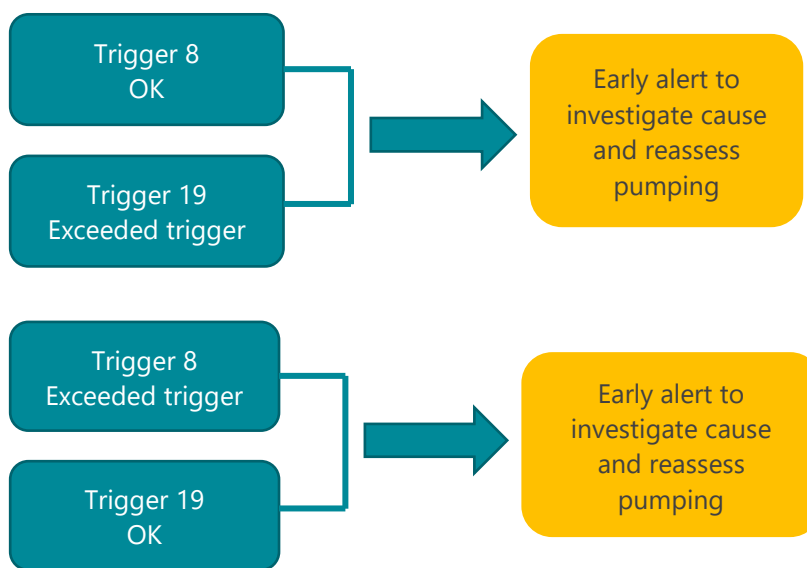 Trigger 8
OK
Trigger 19
Exceeded trigger
Early alert to
investigate cause
and reassess
pumping
Trigger 8
Exceeded trigger
Trigger 19
OK
Early alert to
investigate cause
and reassess
pumping